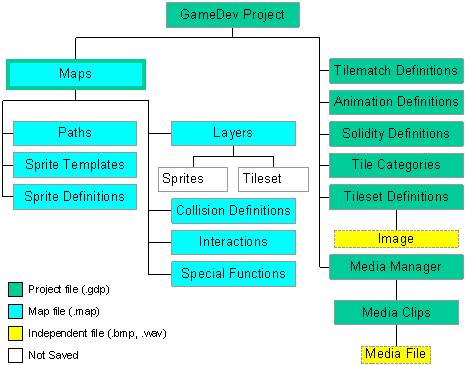 GameDev Project
Maps
Tilematch Definitions
Animation Definitions
Paths
Layers
Solidity Definitions
Sprite Templates
Sprites
Tileset
Tile Categories
Sprite Definitions
Tileset Definitions
Collision Definitions
Interactions
Image
Special Functions
Media Manager
Project file (.gdp)
Map file (.map)
Media Clips
Independent file (.bmp, .wav)
Not Saved
Media File